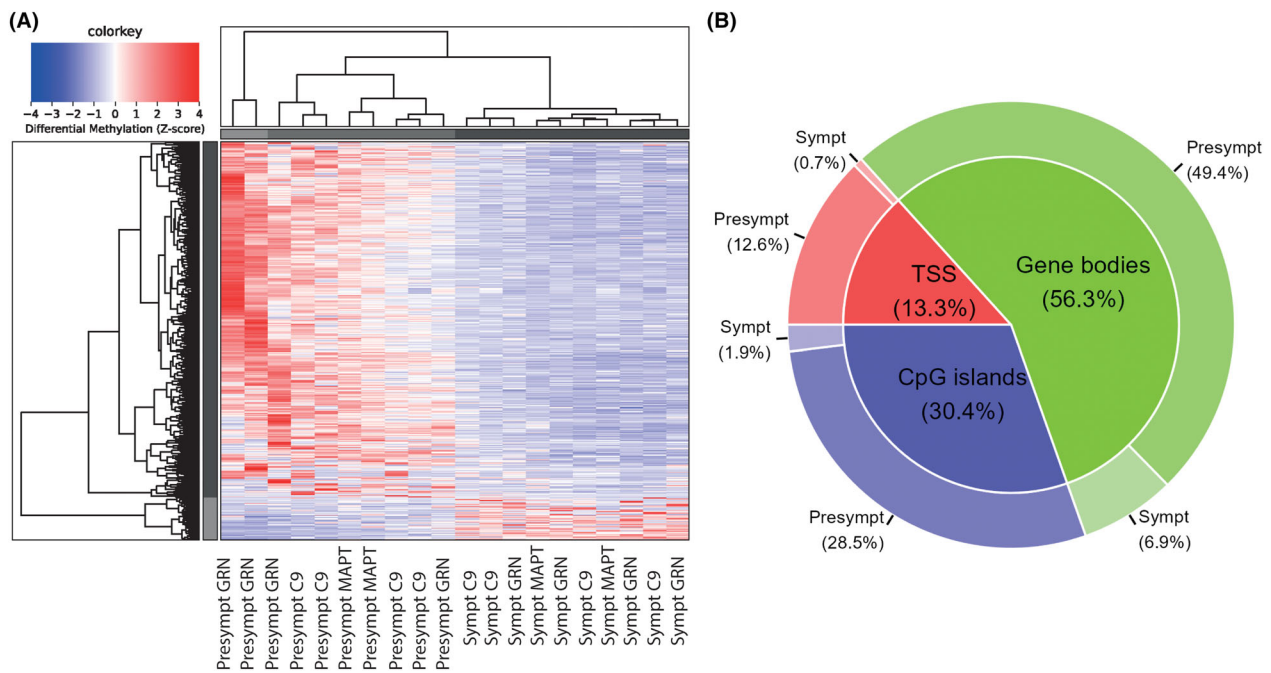 (A)
colorkey
−4 −3 −2 −1 0 1 2 3 4
Differential Methylation (Z-score)
Presympt GRN
Presympt GRN
Presympt GRN
Presympt C9
Presympt C9
Presympt MAPT
Presympt MAPT
Presympt C9
Presympt C9
Presympt GRN
Sympt C9
Sympt C9
Sympt GRN
Sympt MAPT
Sympt GRN
Sympt C9
Sympt MAPT
Sympt GRN
Sympt C9
Sympt GRN
(B)
Sympt
(0.7%)
Presympt
(49.4%)
Presympt
(12.6%)
TSS
(13.3%)
Gene bodies
(56.3%)
Sympt
(1.9%)
CpG islands
(30.4%)
Presympt
(28.5%)
Sympt
(6.9%)